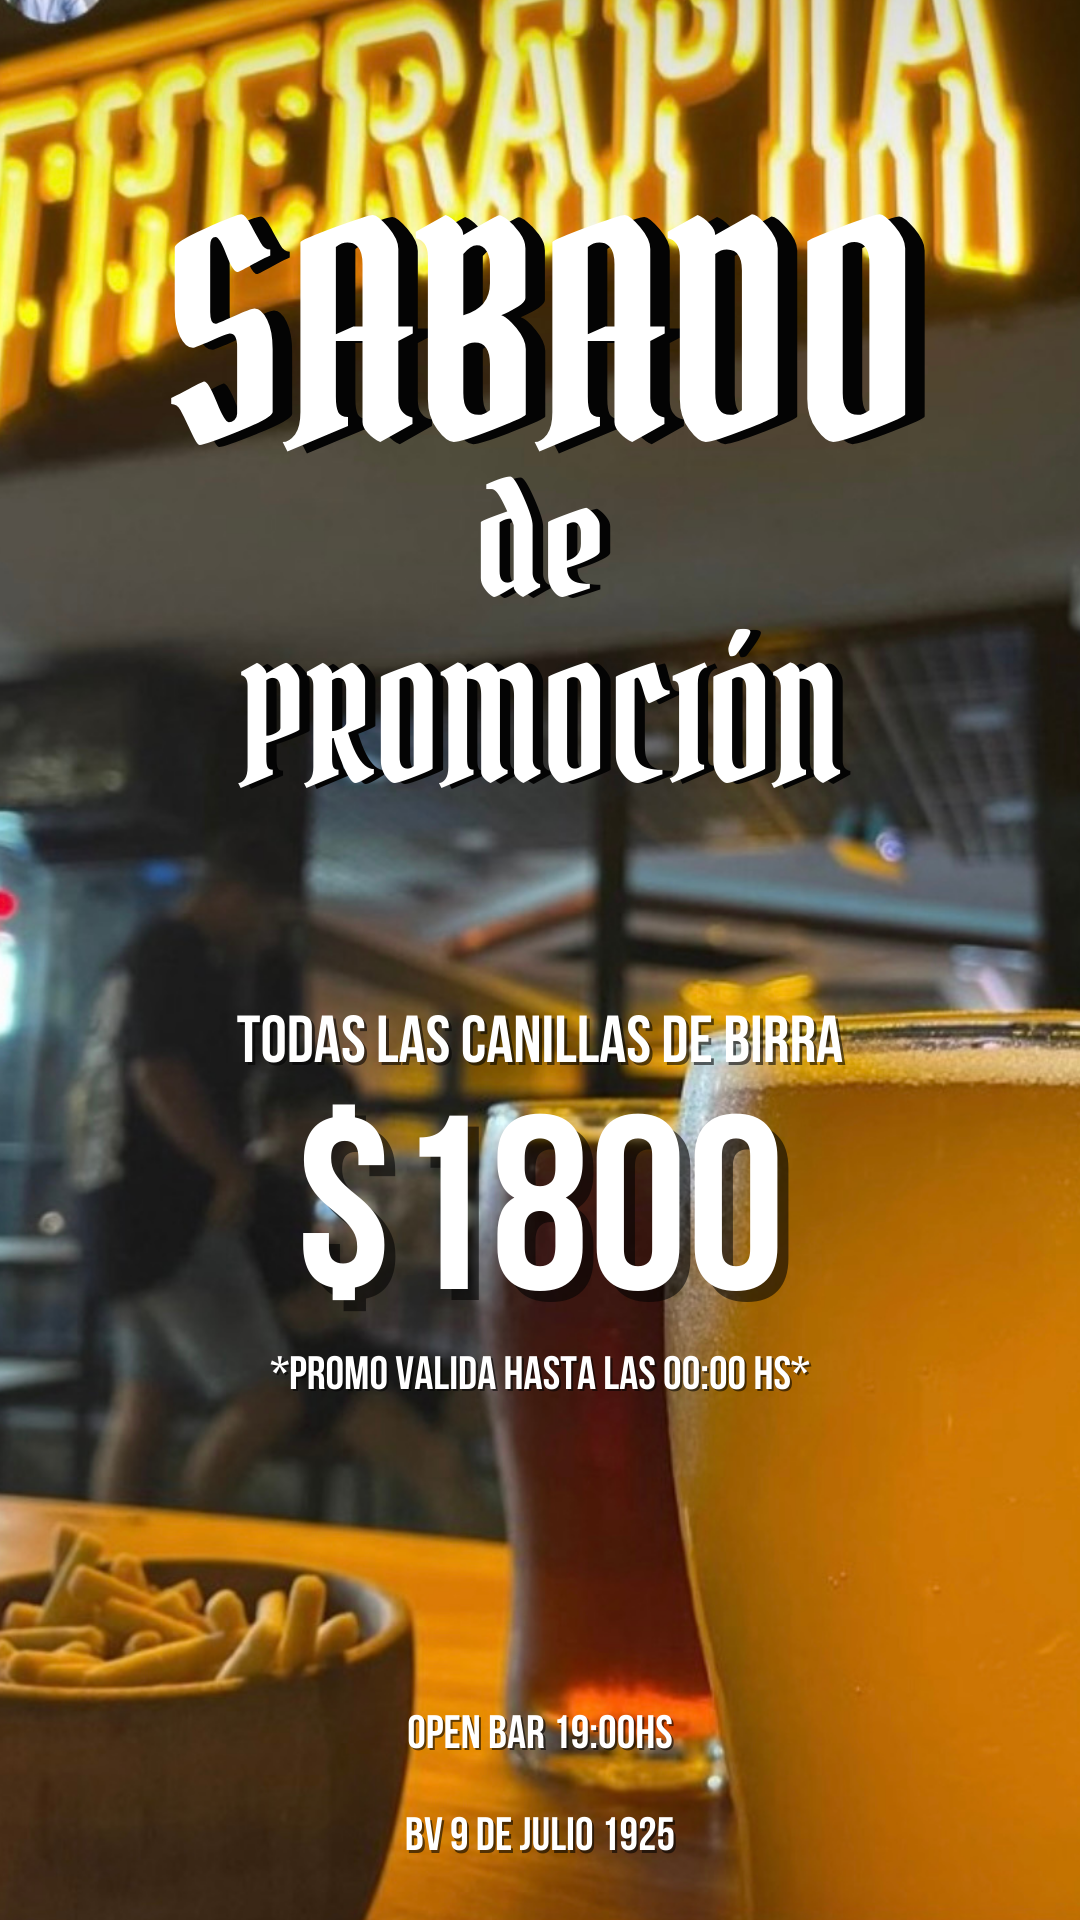 THERAPIA
SABADO
de
PROMOCIÓN
TODAS LAS CANILLAS DE BIRRA
$1800
*PROMO VALIDA HASTA LAS 00:00 HS*
OPEN BAR 19:00HS
BV 9 DE JULIO 1925